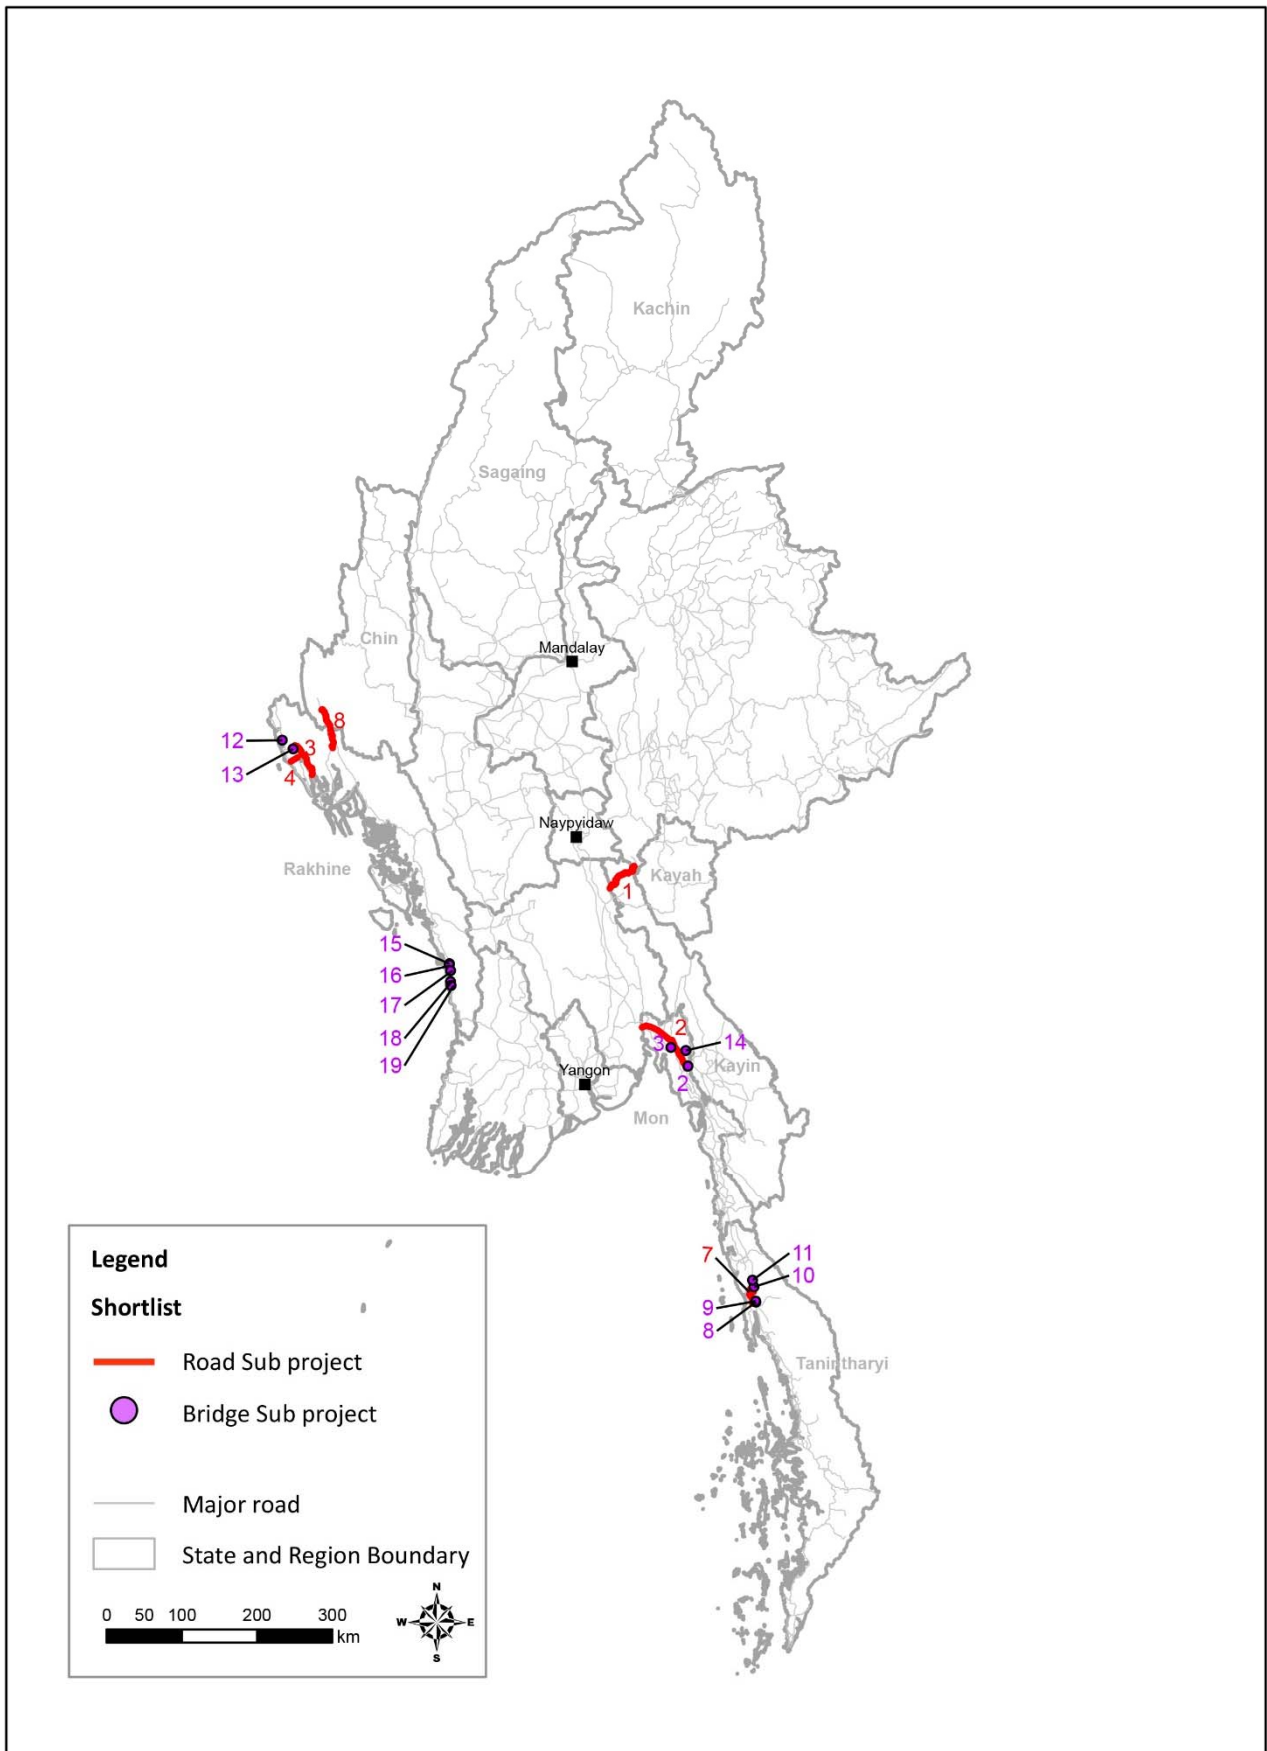 Kachin
Sagaing
Chin
Mandalay
8
12
3
13
4
Naypyidaw
Rakhine
Kayah
1
15
16
17
18
19
2
3
14
Kayin
2
Yangon
Mon
7
11
10
9
8
Tanintharyi
Legend
Shortlist
Road Sub project
Bridge Sub project
Major road
State and Region Boundary
0 50 100 200 300
km
N
W E
S